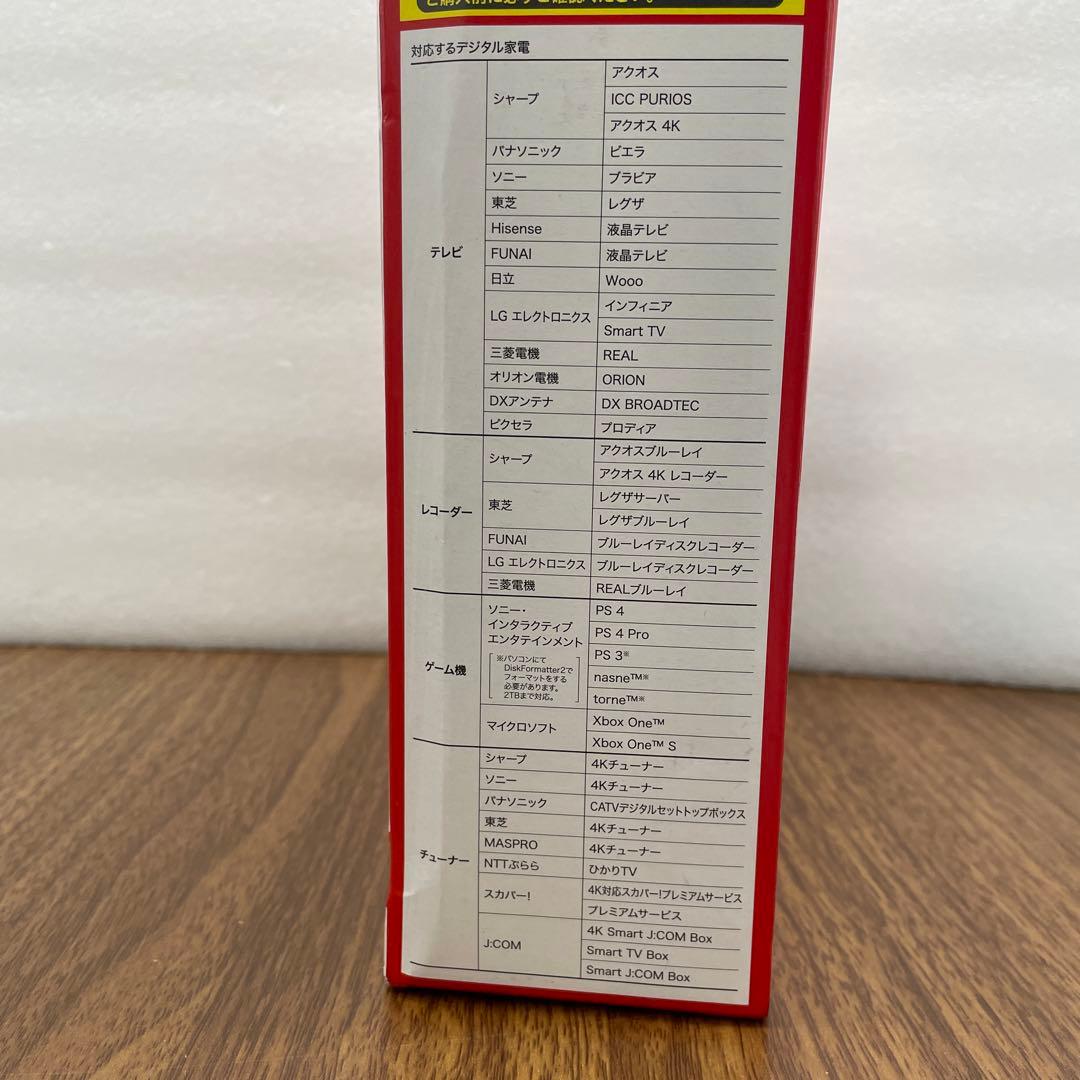 ご購入前に必ずご確認ください。
対応するデジタル家電
テレビ
シャープ
アクオス
ICC PURIOS
アクオス 4K
パナソニック ビエラ
ソニー ブラビア
東芝 レグザ
Hisense 液晶テレビ
FUNAI 液晶テレビ
日立 Wooo
LG エレクトロニクス
インフィニア
Smart TV
三菱電機 REAL
オリオン電機 ORION
DXアンテナ DX BROADTEC
ピクセラ プロディア
レコーダー
シャープ
アクオスブルーレイ
アクオス 4K レコーダー
東芝
レグザサーバー
レグザブルーレイ
FUNAI ブルーレイディスクレコーダー
LG エレクトロニクス ブルーレイディスクレコーダー
三菱電機 REALブルーレイ
ゲーム機
ソニー・
インタラクティブ
エンタテインメント
※パソコンにて
DiskFormatter2で
フォーマットをする
必要があります。
2TBまで対応。
PS 4
PS 4 Pro
PS 3※
nasne™※
torne™※
マイクロソフト
Xbox One™
Xbox One™ S
チューナー
シャープ 4Kチューナー
ソニー 4Kチューナー
パナソニック CATVデジタルセットトップボックス
東芝 4Kチューナー
MASPRO 4Kチューナー
NTTぷらら ひかりTV
スカパー!
4K対応スカパー!プレミアムサービス
プレミアムサービス
J:COM
4K Smart J:COM Box
Smart TV Box
Smart J:COM Box